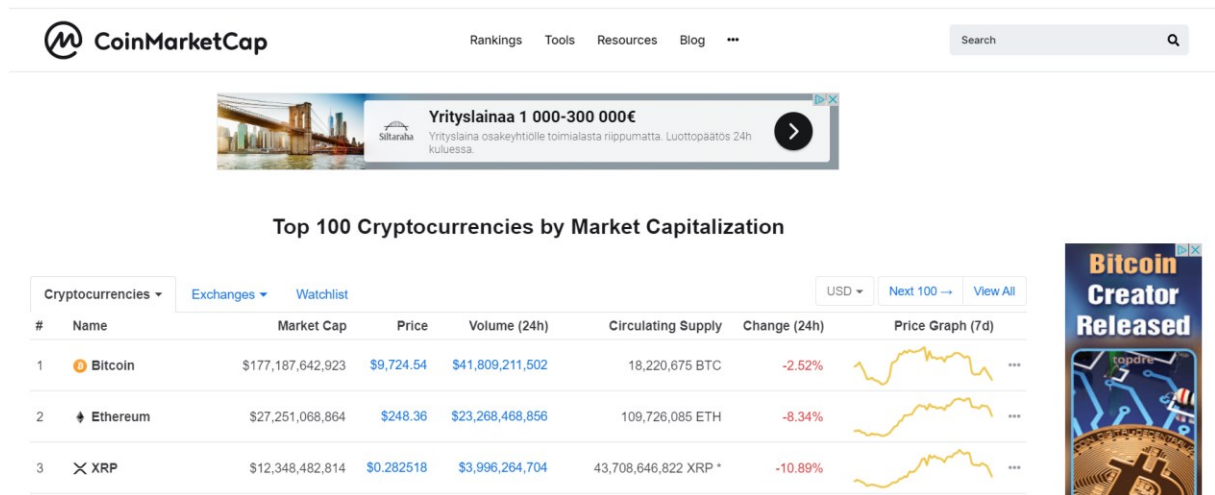 CoinMarketCap
Rankings Tools Resources Blog •••
Search
Siltaraha
Yrityslainaa 1 000-300 000€
Yrityslaina osakeyhtiölle toimialasta riippumatta. Luottopäätös 24h
kuluessa.
Top 100 Cryptocurrencies by Market Capitalization
Cryptocurrencies Exchanges Watchlist USD Next 100 → View All
# Name Market Cap Price Volume (24h) Circulating Supply Change (24h) Price Graph (7d)
1 Bitcoin $177,187,642,923 $9,724.54 $41,809,211,502 18,220,675 BTC -2.52%
2 Ethereum $27,251,068,864 $248.36 $23,268,468,856 109,726,085 ETH -8.34%
3 XRP $12,348,482,814 $0.282518 $3,996,264,704 43,708,646,822 XRP * -10.89%
Bitcoin
Creator
Released
topdre